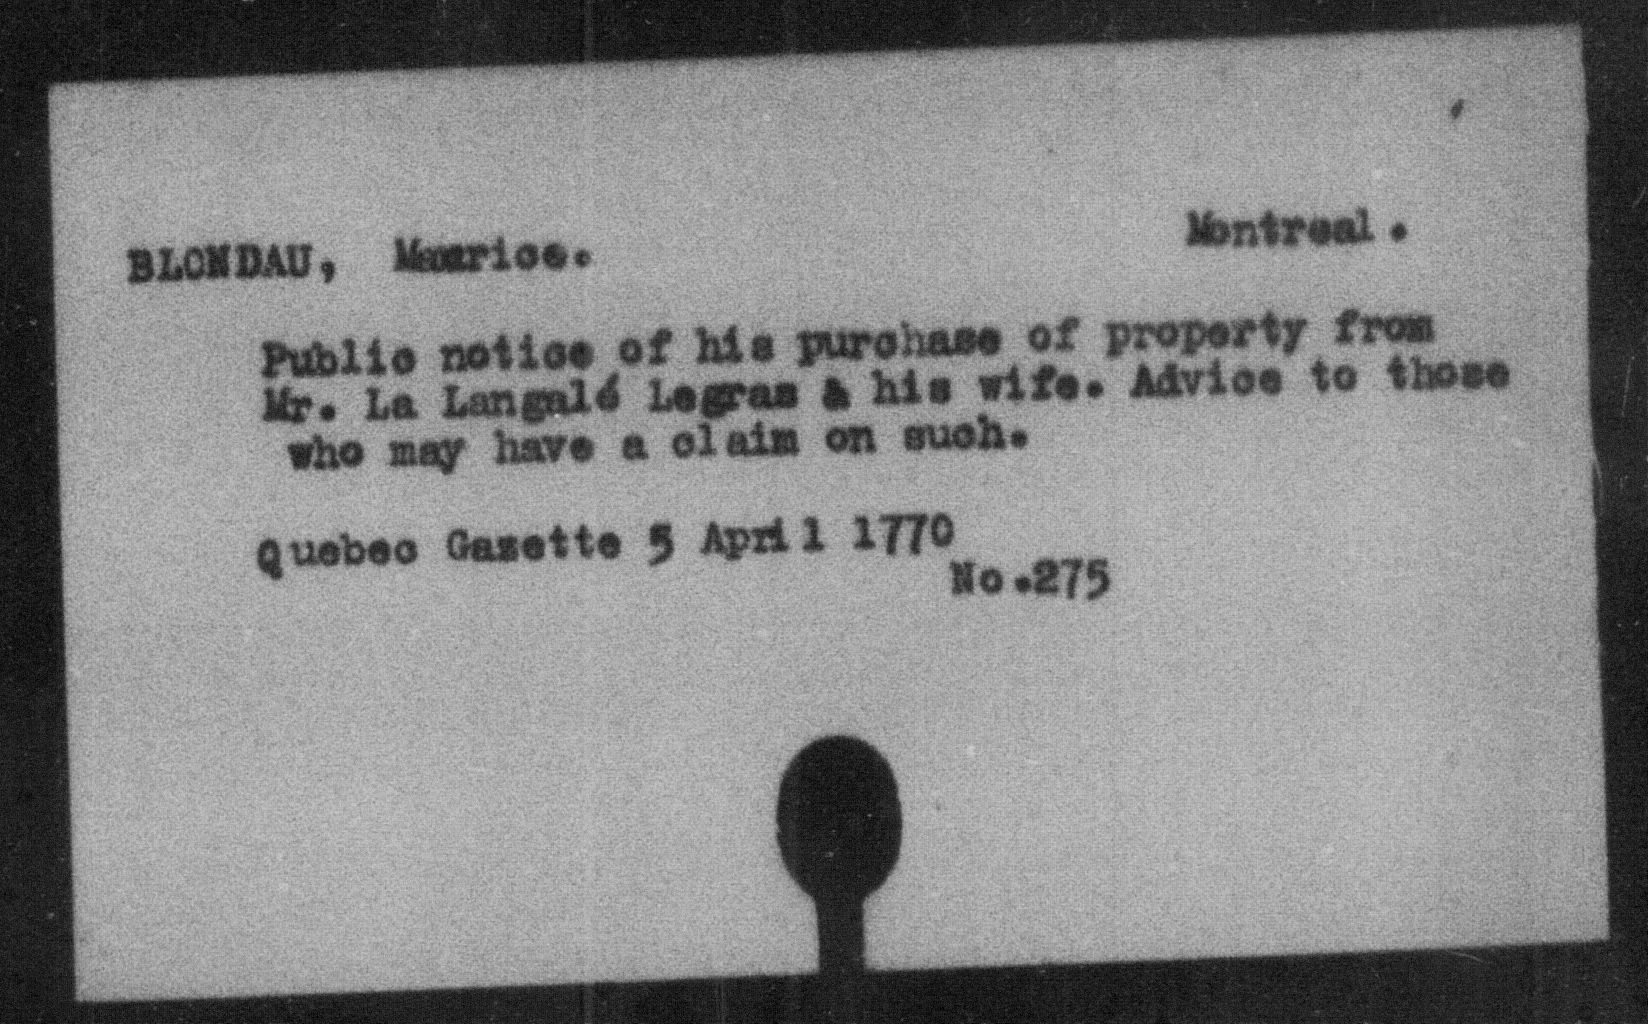 BLONDAU, Maurice. Montreal.
Public notice of his purchase of property from
Mr. La Langalé Legras & his wife. Advice to those
who may have a claim on such.
Quebec Gazette 5 April 1770
No.275